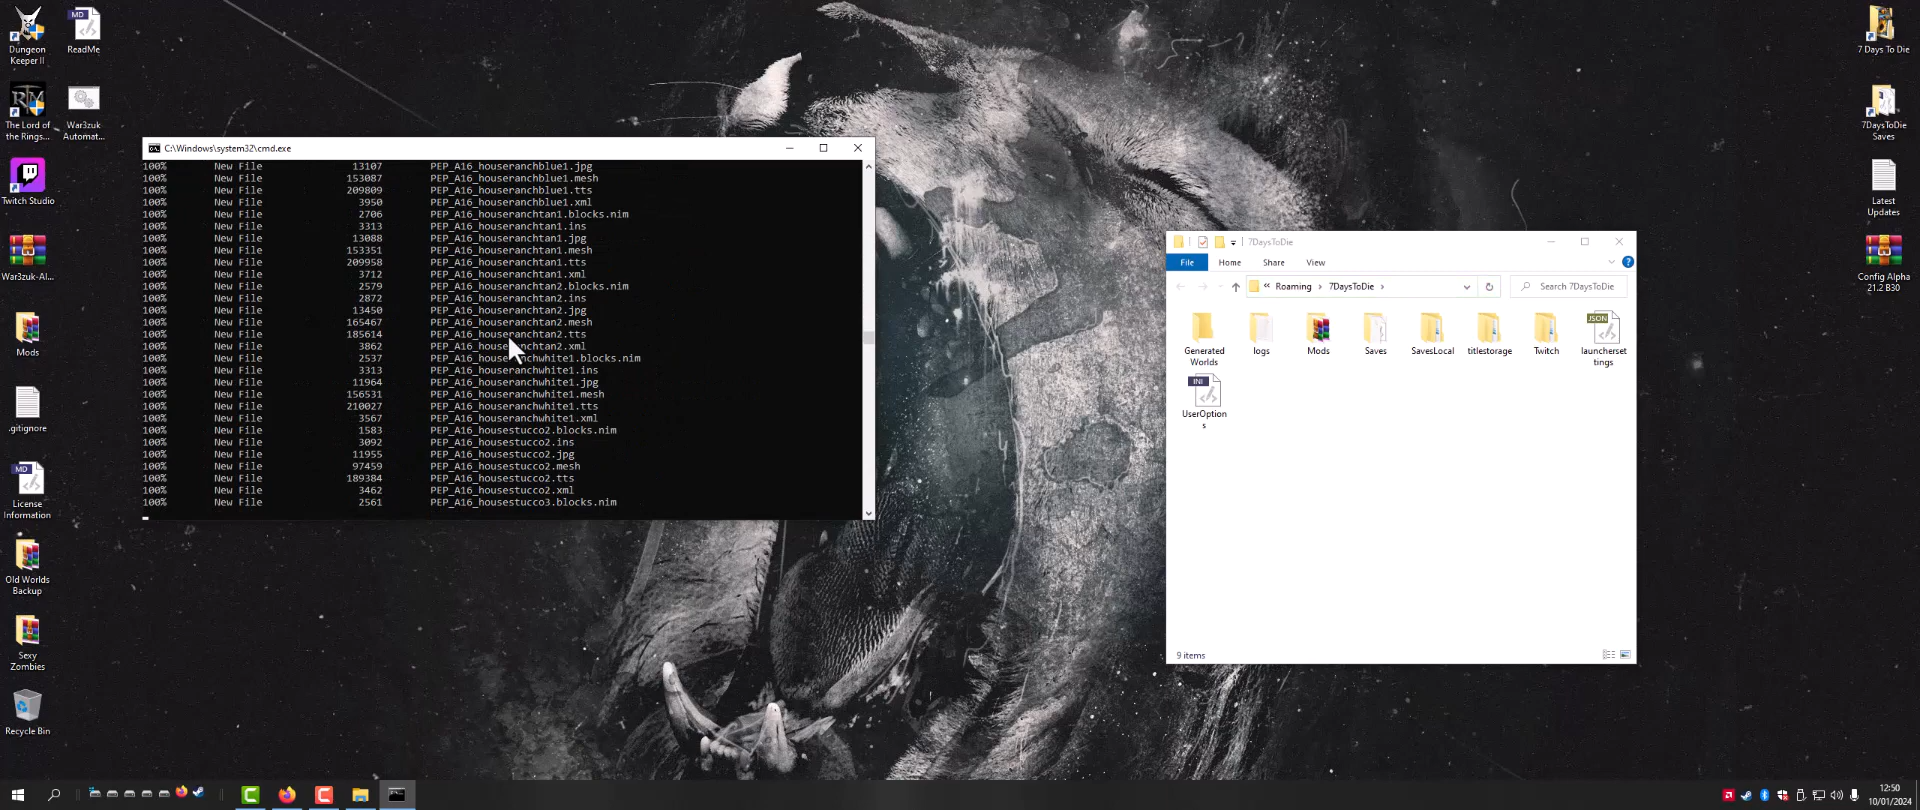 Dungeon
Keeper II
MD
ReadMe
The Lord of
the Rings...
War3zuk
Automat...
Twitch Studio
War3zuk-Al...
Mods
.gitignore
MD
License
Information
Old Worlds
Backup
Sexy
Zombies
Recycle Bin
C:\Windows\system32\cmd.exe
100% New File 13107 PEP_A16_houseranchblue1.jpg
100% New File 153087 PEP_A16_houseranchblue1.mesh
100% New File 209809 PEP_A16_houseranchblue1.tts
100% New File 3950 PEP_A16_houseranchblue1.xml
100% New File 2706 PEP_A16_houseranchtan1.blocks.nim
100% New File 3313 PEP_A16_houseranchtan1.ins
100% New File 13088 PEP_A16_houseranchtan1.jpg
100% New File 153351 PEP_A16_houseranchtan1.mesh
100% New File 209958 PEP_A16_houseranchtan1.tts
100% New File 3712 PEP_A16_houseranchtan1.xml
100% New File 2579 PEP_A16_houseranchtan2.blocks.nim
100% New File 2872 PEP_A16_houseranchtan2.ins
100% New File 13450 PEP_A16_houseranchtan2.jpg
100% New File 165467 PEP_A16_houseranchtan2.mesh
100% New File 185614 PEP_A16_houseranchtan2.tts
100% New File 3862 PEP_A16_houseranchtan2.xml
100% New File 2537 PEP_A16_houseranchwhite1.blocks.nim
100% New File 3313 PEP_A16_houseranchwhite1.ins
100% New File 11964 PEP_A16_houseranchwhite1.jpg
100% New File 156531 PEP_A16_houseranchwhite1.mesh
100% New File 210027 PEP_A16_houseranchwhite1.tts
100% New File 3567 PEP_A16_houseranchwhite1.xml
100% New File 1583 PEP_A16_housestucco2.blocks.nim
100% New File 3092 PEP_A16_housestucco2.ins
100% New File 11955 PEP_A16_housestucco2.jpg
100% New File 97459 PEP_A16_housestucco2.mesh
100% New File 189384 PEP_A16_housestucco2.tts
100% New File 3462 PEP_A16_housestucco2.xml
100% New File 2561 PEP_A16_housestucco3.blocks.nim
7DaysToDie
File Home Share View
« Roaming › 7DaysToDie ›
Search 7DaysToDie
Generated
Worlds
logs
Mods
Saves
SavesLocal
titlestorage
Twitch
JSON
launcherset
tings
INI
UserOption
s
9 items
7 Days To Die
7DaysToDie
Saves
Latest
Updates
Config Alpha
21.2 B30
12:50
10/01/2024